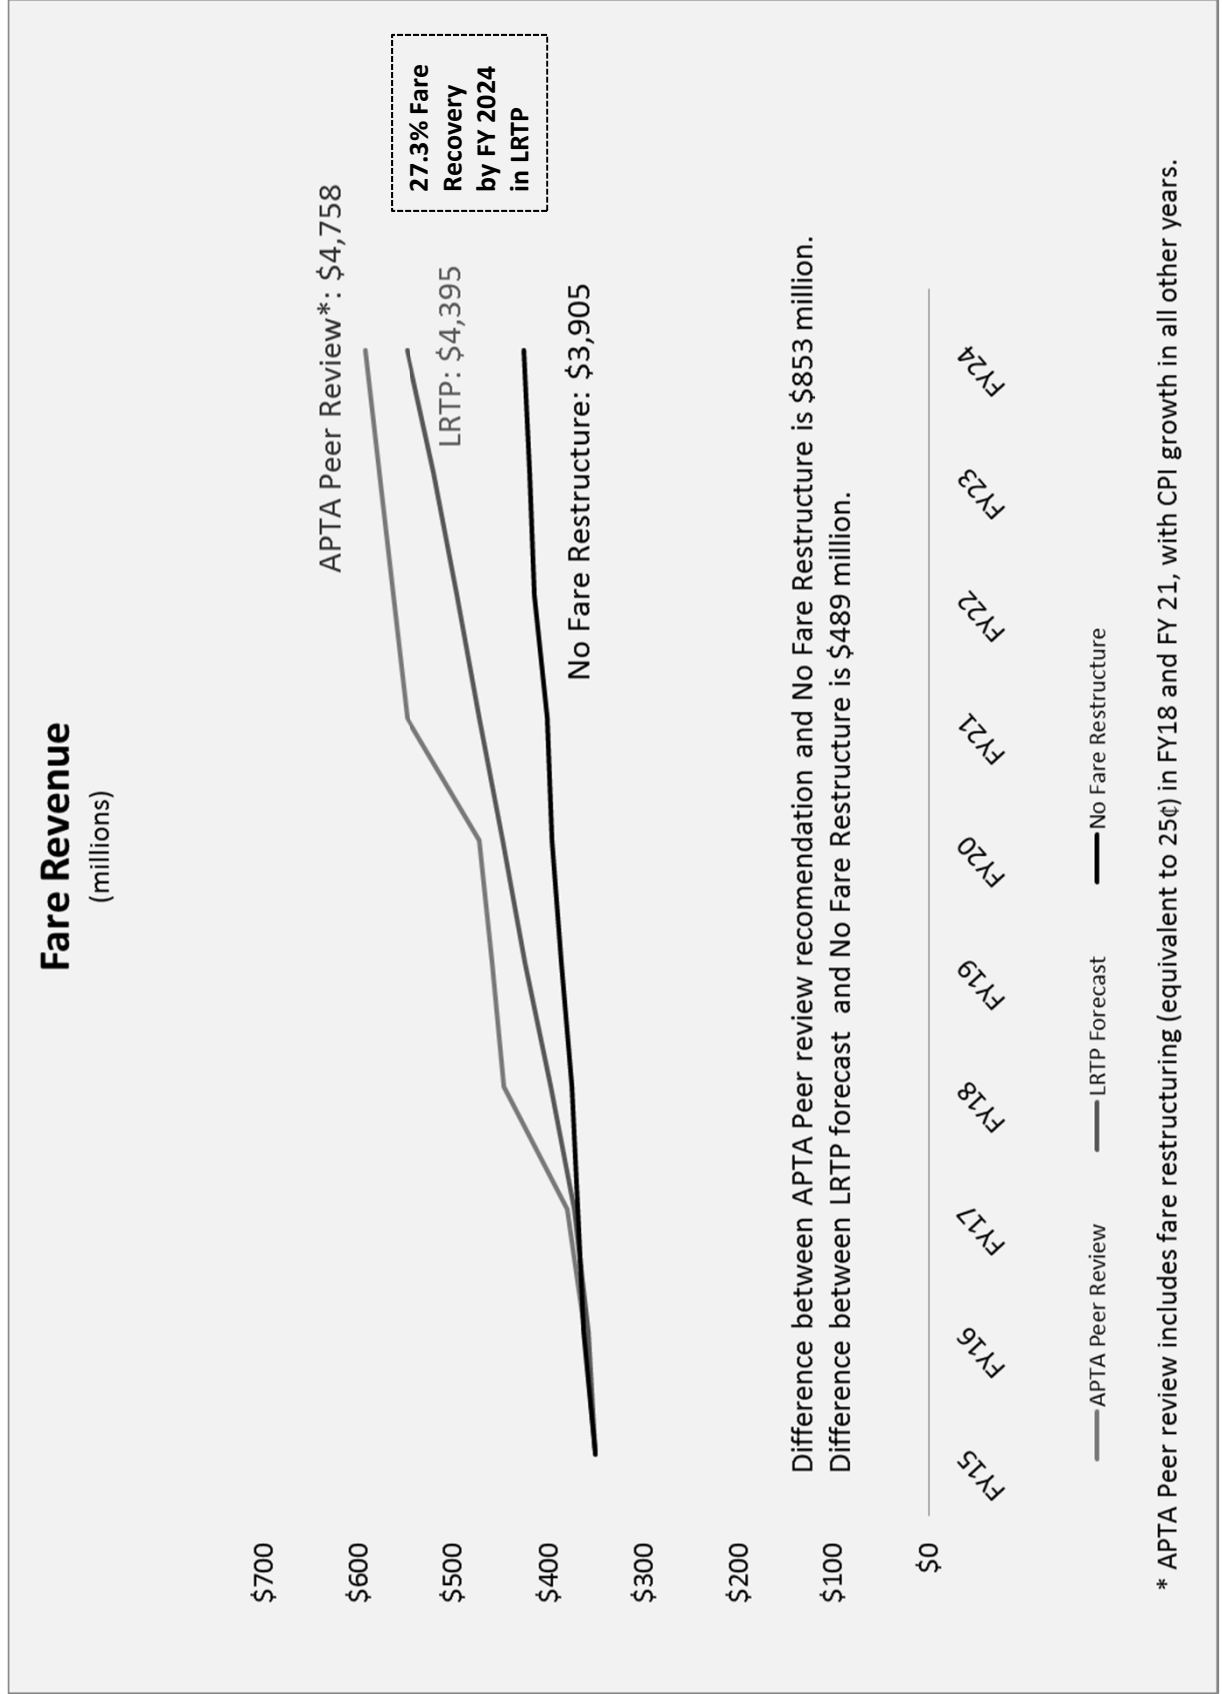 Fare Revenue
(millions)
$700
$600
$500
$400
$300
$200
$100
$0
APTA Peer Review*: $4,758
LRTP: $4,395
No Fare Restructure: $3,905
27.3% Fare
Recovery
by FY 2024
in LRTP
Difference between APTA Peer review recomendation and No Fare Restructure is $853 million.
Difference between LRTP forecast and No Fare Restructure is $489 million.
FY15
FY16
FY17
FY18
FY19
FY20
FY21
FY22
FY23
FY24
APTA Peer Review
LRTP Forecast
No Fare Restructure
* APTA Peer review includes fare restructuring (equivalent to 25¢) in FY18 and FY 21, with CPI growth in all other years.